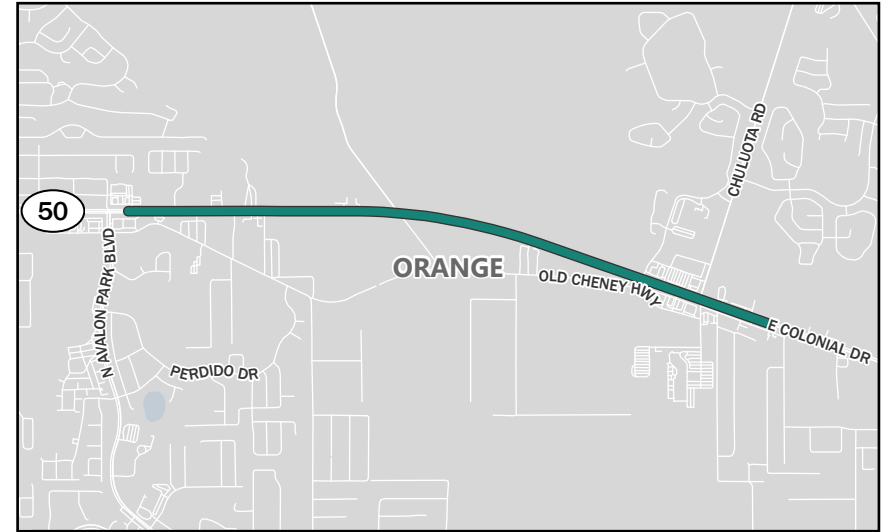 CHULUOTA RD
50
N AVALON PARK BLVD
ORANGE
OLD CHENEY HWY
E COLONIAL DR
PERDIDO DR